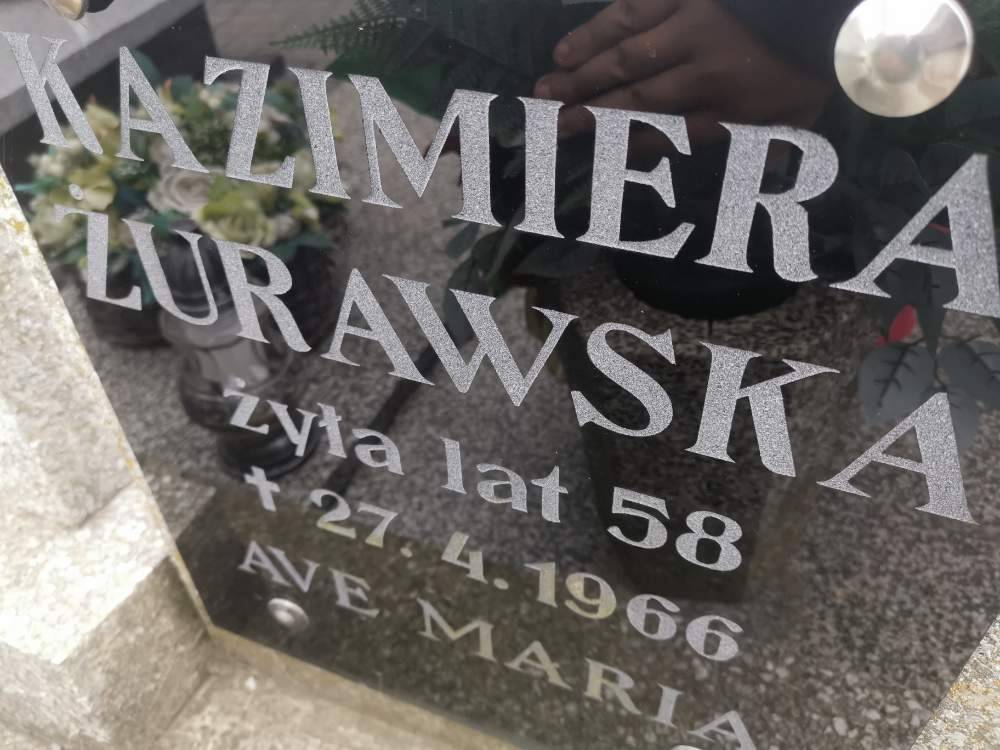 KAZIMIERA
ŻURAWSKA
żyła lat 58
✝ 27.4.1966
AVE MARIA